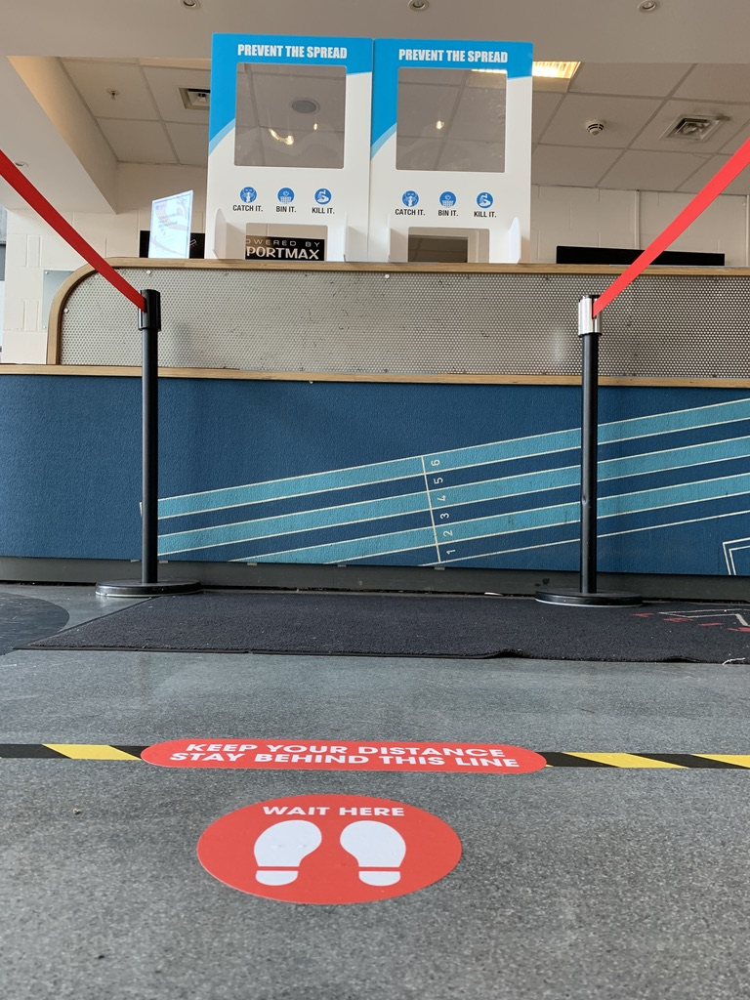 PREVENT THE SPREAD
PREVENT THE SPREAD
CATCH IT. BIN IT. KILL IT.
CATCH IT. BIN IT. KILL IT.
OWERED BY
PORTMAX
6
5
4
3
2
1
KEEP YOUR DISTANCE
STAY BEHIND THIS LINE
WAIT HERE